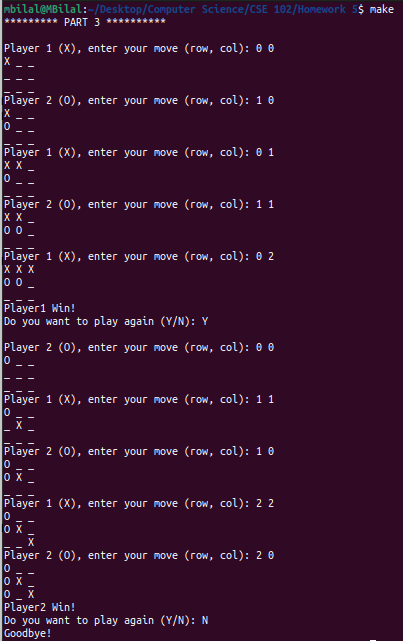 mbilal@MBilal:~/Desktop/Computer Science/CSE 102/Homework 5$ make
********* PART 3 **********
Player 1 (X), enter your move (row, col): 0 0
X _ _
_ _ _
_ _ _
Player 2 (O), enter your move (row, col): 1 0
X _ _
O _ _
_ _ _
Player 1 (X), enter your move (row, col): 0 1
X X _
O _ _
_ _ _
Player 2 (O), enter your move (row, col): 1 1
X X _
O O _
_ _ _
Player 1 (X), enter your move (row, col): 0 2
X X X
O O _
_ _ _
Player1 Win!
Do you want to play again (Y/N): Y
Player 2 (O), enter your move (row, col): 0 0
O _ _
_ _ _
_ _ _
Player 1 (X), enter your move (row, col): 1 1
O _ _
_ X _
_ _ _
Player 2 (O), enter your move (row, col): 1 0
O _ _
O X _
_ _ _
Player 1 (X), enter your move (row, col): 2 2
O _ _
O X _
_ _ X
Player 2 (O), enter your move (row, col): 2 0
O _ _
O X _
O _ X
Player2 Win!
Do you want to play again (Y/N): N
Goodbye!